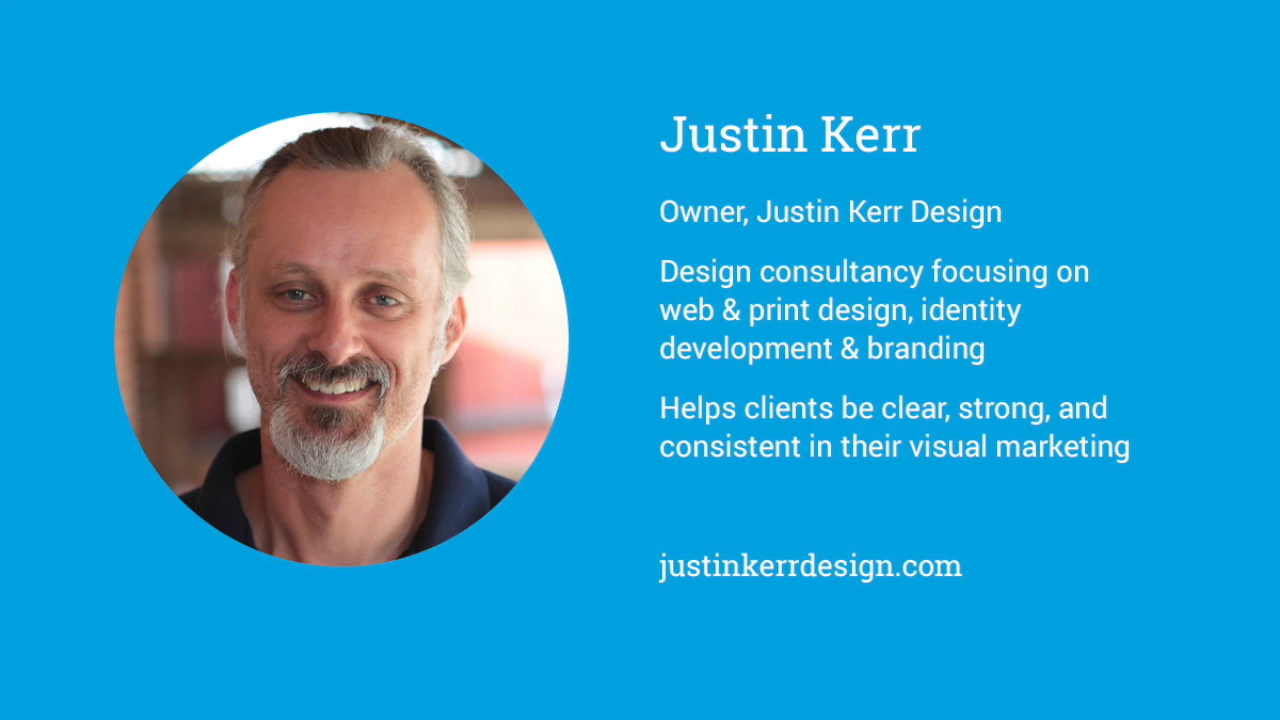 Justin Kerr
Owner, Justin Kerr Design
Design consultancy focusing on
web & print design, identity
development & branding
Helps clients be clear, strong, and
consistent in their visual marketing
justinkerrdesign.com